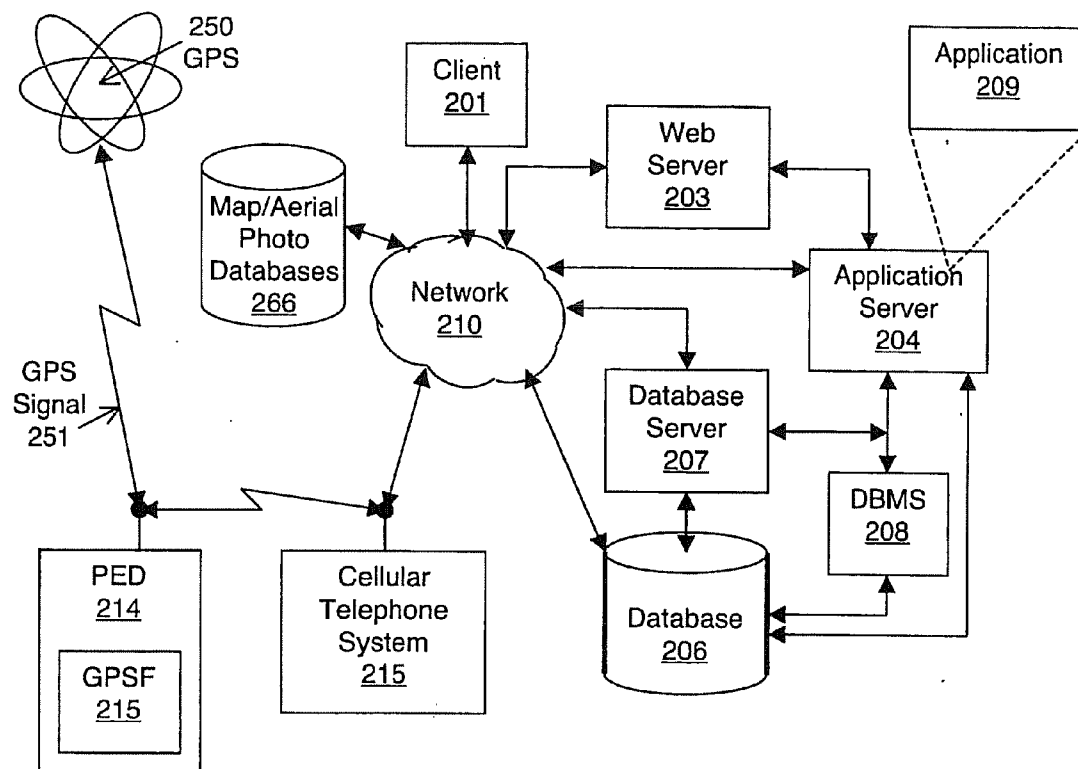 250
GPS
Client
201
Application
209
Web
Server
203
Map/Aerial
Photo
Databases
266
Network
210
Application
Server
204
GPS
Signal
251
Database
Server
207
DBMS
208
PED
214
GPSF
215
Cellular
Telephone
System
215
Database
206